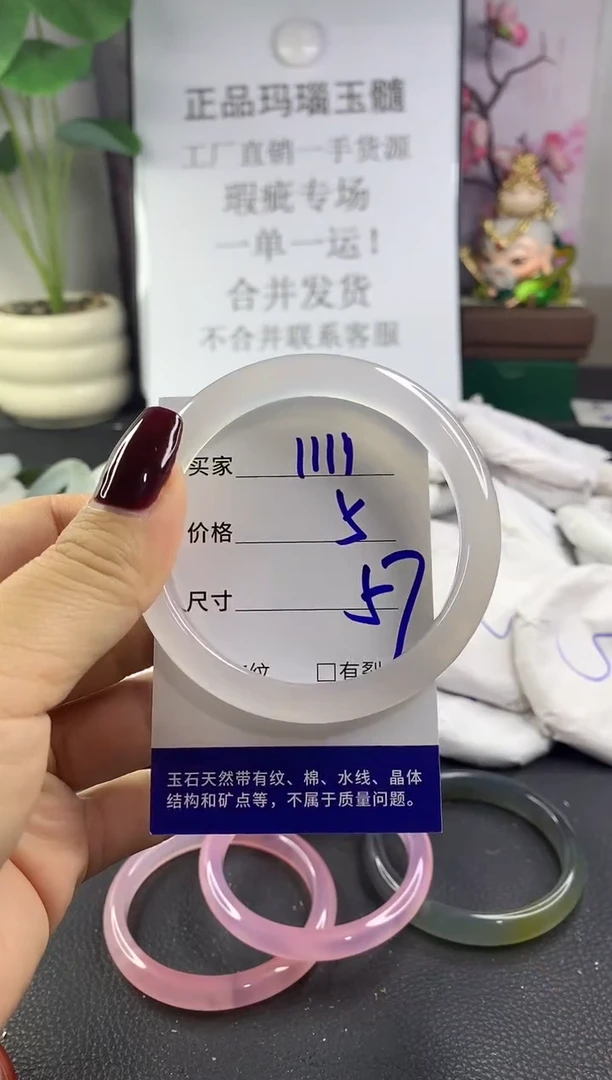 正品玛瑙玉髓
工厂直销一手货源
瑕疵专场
一单一运！
合并发货
不合并联系客服
买家 1111
价格 5
尺寸 57
纹 □有裂
玉石天然带有纹、棉、水线、晶体
结构和矿点等，不属于质量问题。